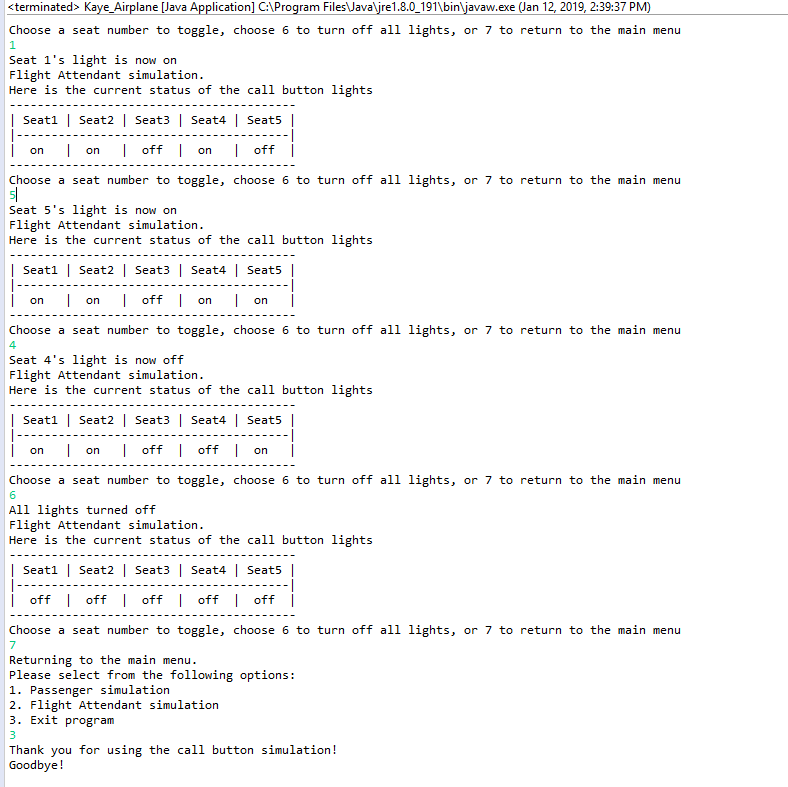 <terminated> Kaye_Airplane [Java Application] C:\Program Files\Java\jre1.8.0_191\bin\javaw.exe (Jan 12, 2019, 2:39:37 PM)
Choose a seat number to toggle, choose 6 to turn off all lights, or 7 to return to the main menu
1
Seat 1's light is now on
Flight Attendant simulation.
Here is the current status of the call button lights
-----------------------------------------
| Seat1 | Seat2 | Seat3 | Seat4 | Seat5 |
|---------------------------------------|
|  on   |  on   |  off  |  on   |  off  |
-----------------------------------------
Choose a seat number to toggle, choose 6 to turn off all lights, or 7 to return to the main menu
5
Seat 5's light is now on
Flight Attendant simulation.
Here is the current status of the call button lights
-----------------------------------------
| Seat1 | Seat2 | Seat3 | Seat4 | Seat5 |
|---------------------------------------|
|  on   |  on   |  off  |  on   |  on   |
-----------------------------------------
Choose a seat number to toggle, choose 6 to turn off all lights, or 7 to return to the main menu
4
Seat 4's light is now off
Flight Attendant simulation.
Here is the current status of the call button lights
-----------------------------------------
| Seat1 | Seat2 | Seat3 | Seat4 | Seat5 |
|---------------------------------------|
|  on   |  on   |  off  |  off  |  on   |
-----------------------------------------
Choose a seat number to toggle, choose 6 to turn off all lights, or 7 to return to the main menu
6
All lights turned off
Flight Attendant simulation.
Here is the current status of the call button lights
-----------------------------------------
| Seat1 | Seat2 | Seat3 | Seat4 | Seat5 |
|---------------------------------------|
|  off  |  off  |  off  |  off  |  off  |
-----------------------------------------
Choose a seat number to toggle, choose 6 to turn off all lights, or 7 to return to the main menu
7
Returning to the main menu.
Please select from the following options:
1. Passenger simulation
2. Flight Attendant simulation
3. Exit program
3
Thank you for using the call button simulation!
Goodbye!